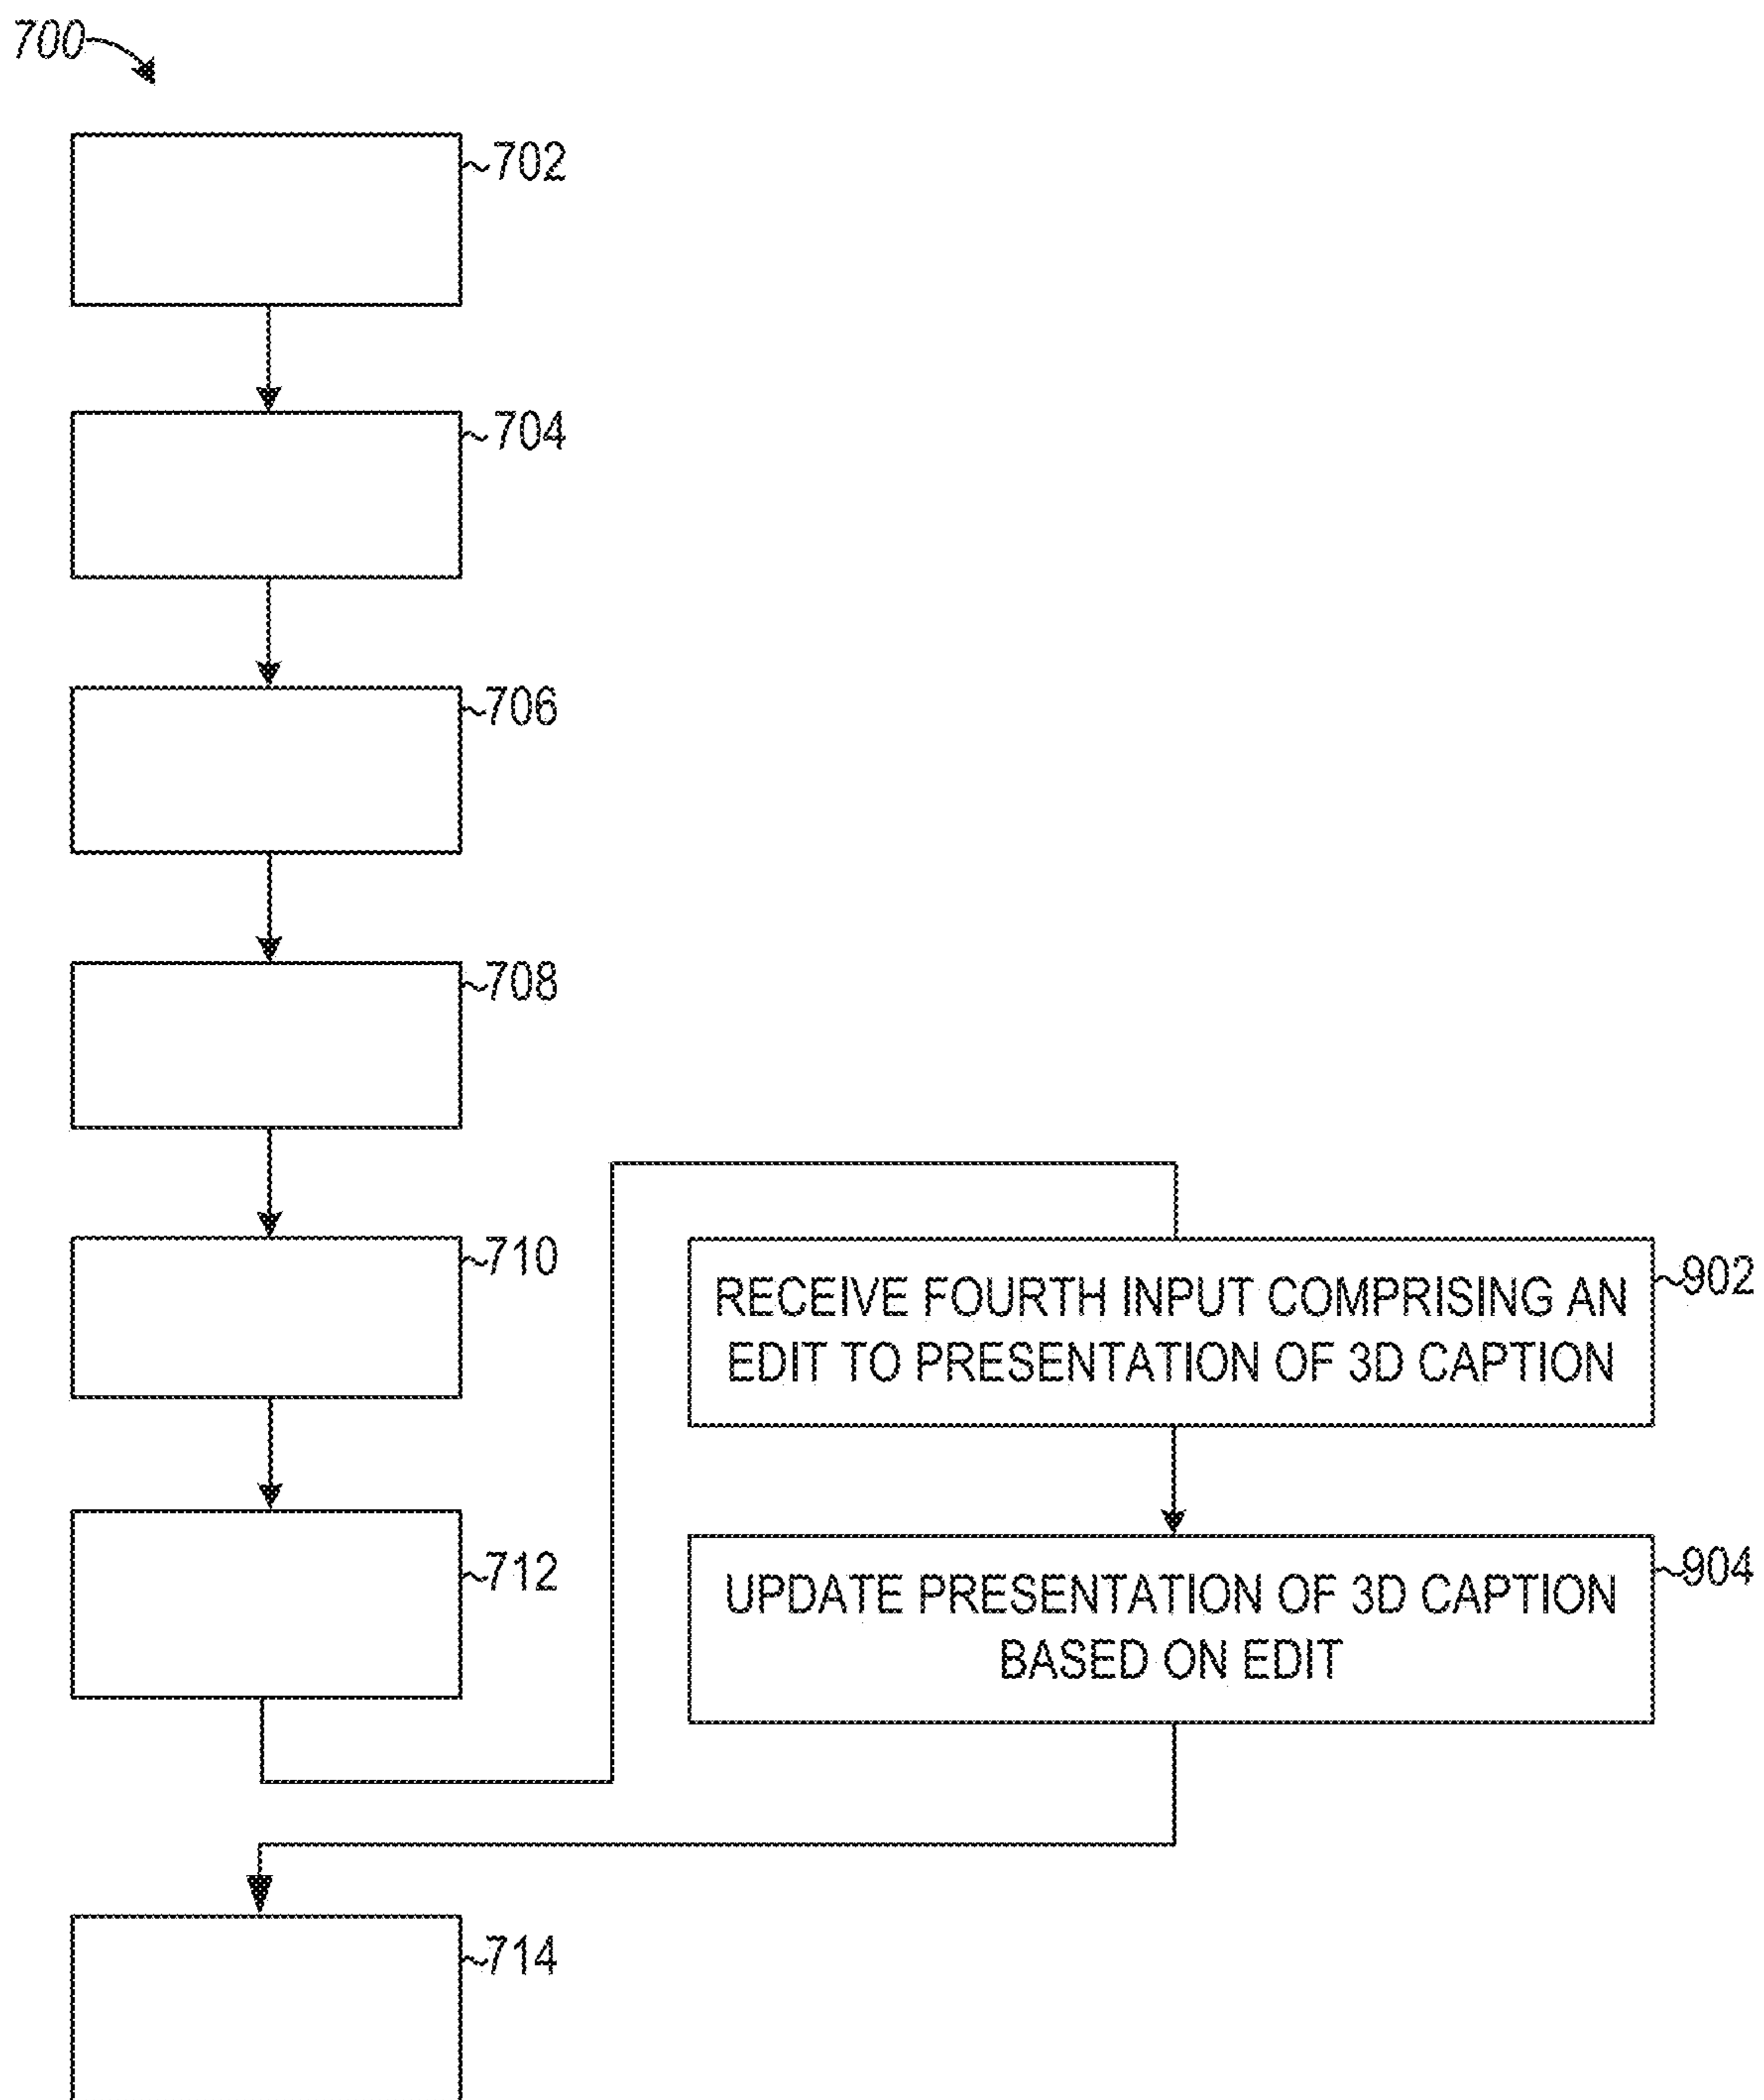 700
702
704
706
708
710
902
RECEIVE FOURTH INPUT COMPRISING AN
EDIT TO PRESENTATION OF 3D CAPTION
712
904
UPDATE PRESENTATION OF 3D CAPTION
BASED ON EDIT
714